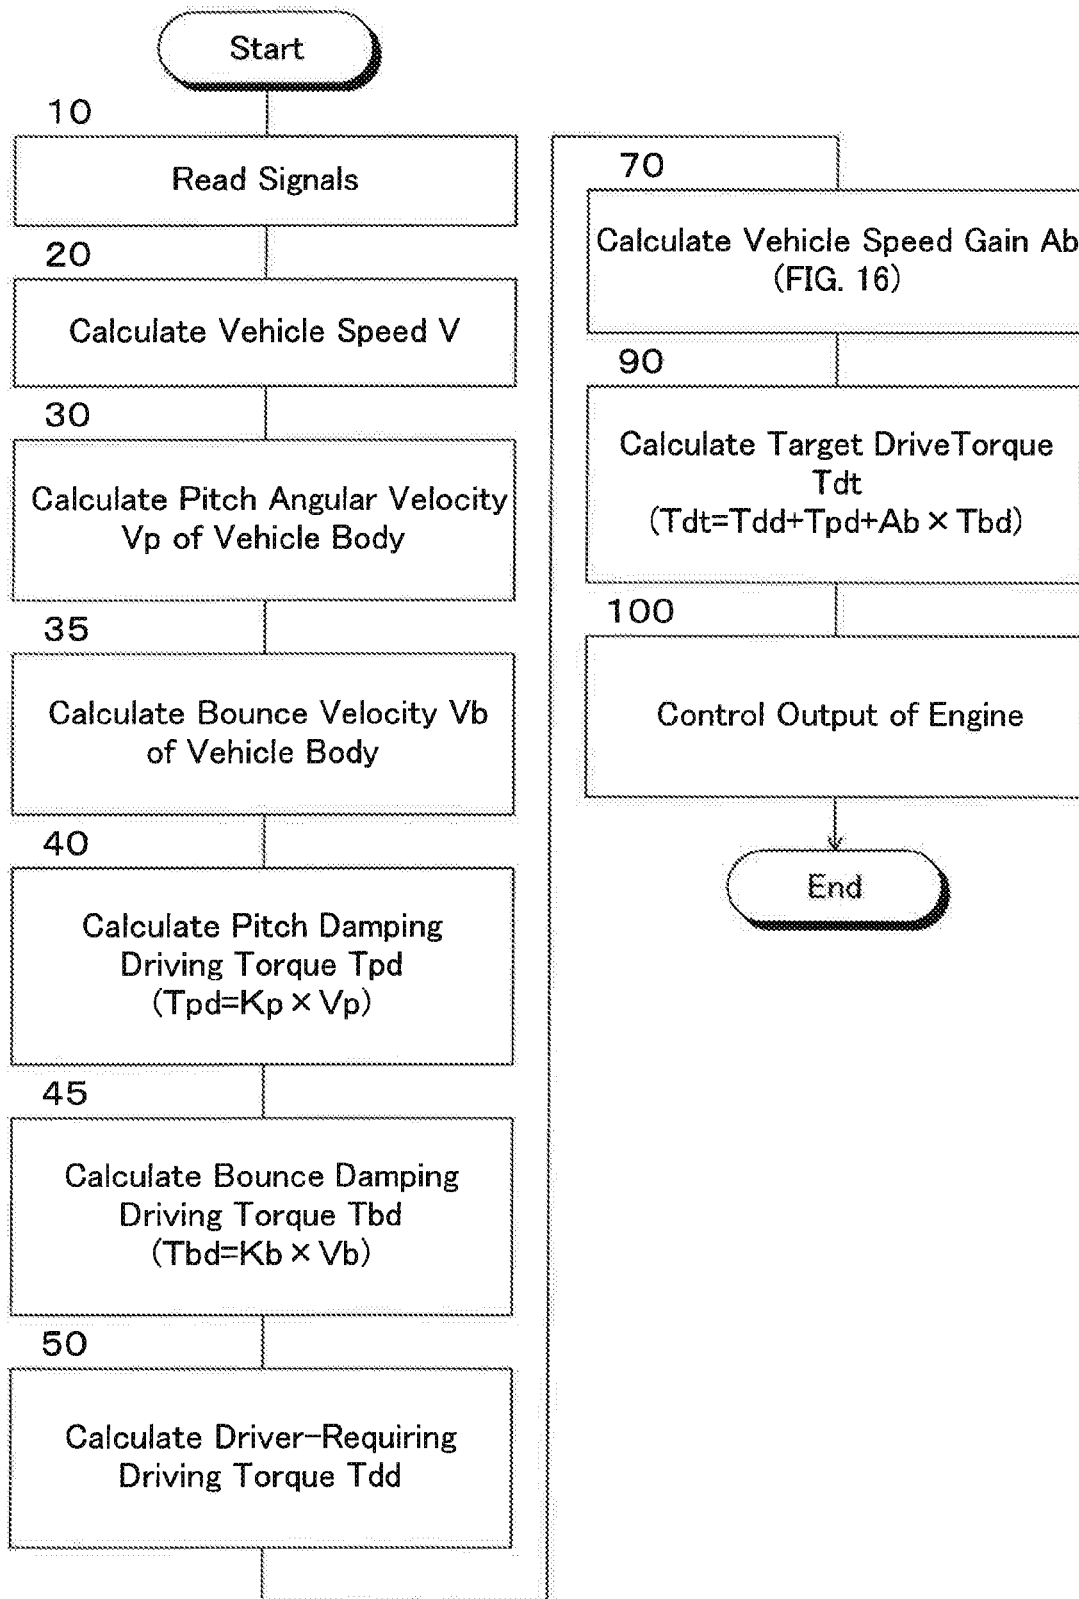 Start
10
Read Signals
20
Calculate Vehicle Speed V
30
Calculate Pitch Angular Velocity
Vp of Vehicle Body
35
Calculate Bounce Velocity Vb
of Vehicle Body
40
Calculate Pitch Damping
Driving Torque Tpd
(Tpd=Kp×Vp)
45
Calculate Bounce Damping
Driving Torque Tbd
(Tbd=Kb×Vb)
50
Calculate Driver-Requiring
Driving Torque Tdd
70
Calculate Vehicle Speed Gain Ab
(FIG. 16)
90
Calculate Target DriveTorque
Tdt
(Tdt=Tdd+Tpd+Ab×Tbd)
100
Control Output of Engine
End